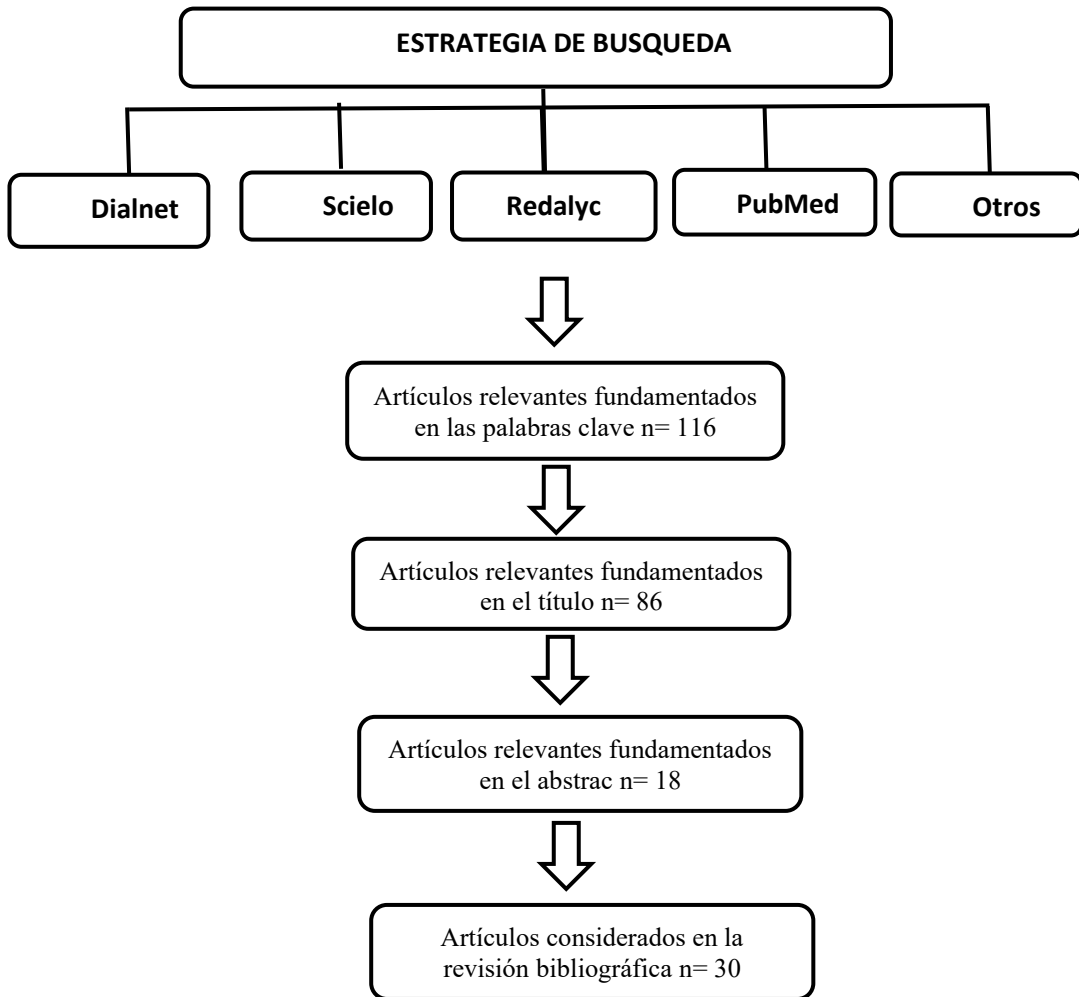 ESTRATEGIA DE BUSQUEDA
Dialnet
Scielo
Redalyc
PubMed
Otros
Artículos relevantes fundamentados
en las palabras clave n= 116
Artículos relevantes fundamentados
en el título n= 86
Artículos relevantes fundamentados
en el abstrac n= 18
Artículos considerados en la
revisión bibliográfica n= 30